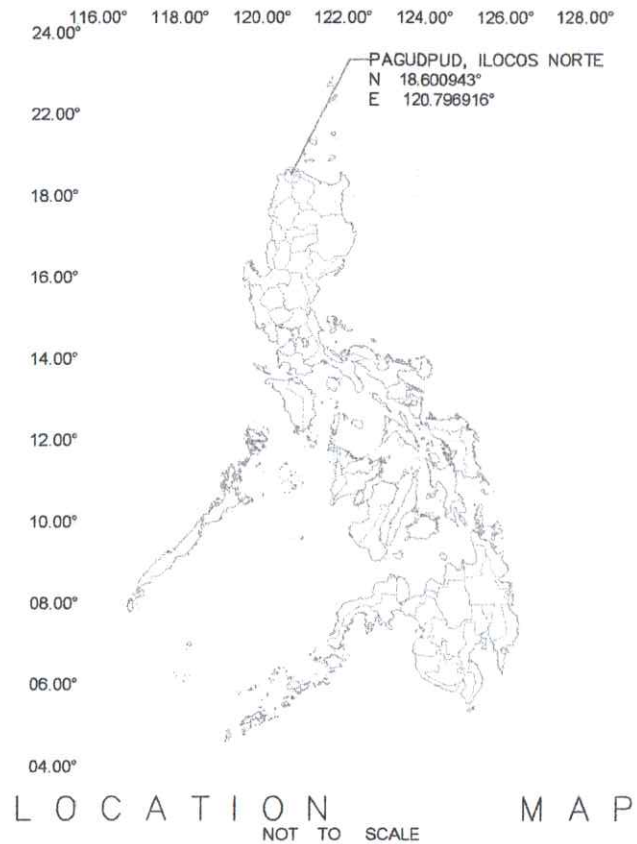 116.00° 118.00° 120.00° 122.00° 124.00° 126.00° 128.00°
24.00°
PAGUDPUD, ILOCOS NORTE
N 18.600943°
E 120.796916°
22.00°
18.00°
16.00°
14.00°
12.00°
10.00°
08.00°
06.00°
04.00°
LOCATION MAP
NOT TO SCALE